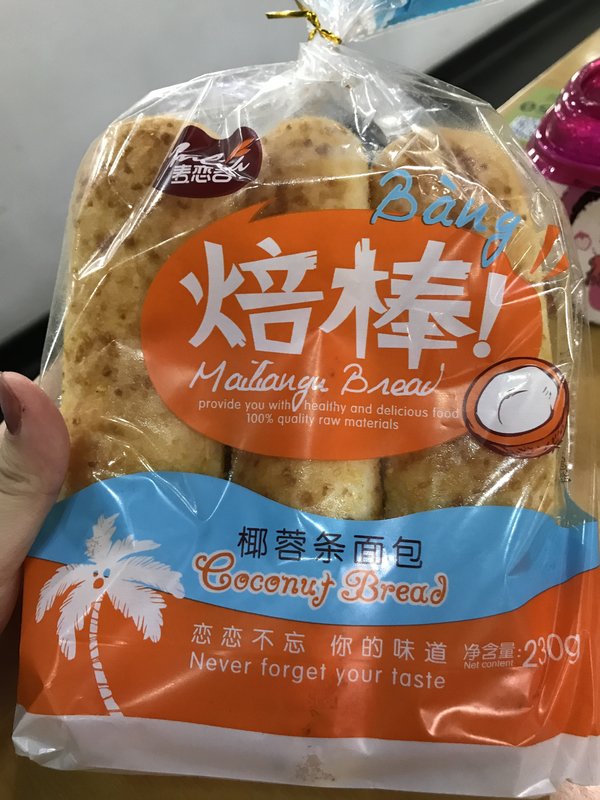 麦恋吉
Bàng
焙棒!
Mailiangu Bread
provide you with healthy and delicious food
100% quality raw materials
椰蓉条面包
Coconut Bread
恋恋不忘 你的味道
Never forget your taste
净含量:230g
Net content